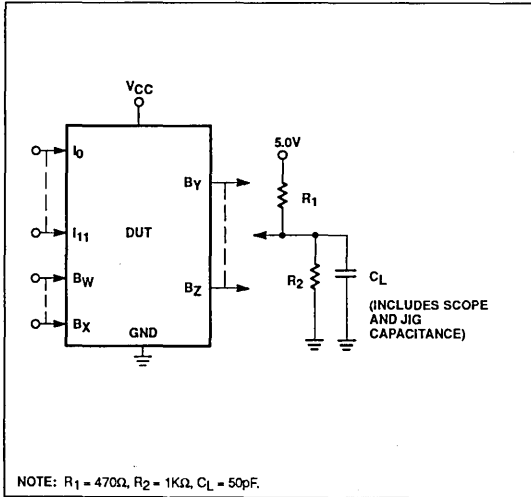 VCC
5.0V
I0
BY
R1
I11
DUT
BW
BZ
R2
CL
BX
GND
(INCLUDES SCOPE
AND JIG
CAPACITANCE)
NOTE: R1 = 470Ω, R2 = 1KΩ, CL = 50pF.